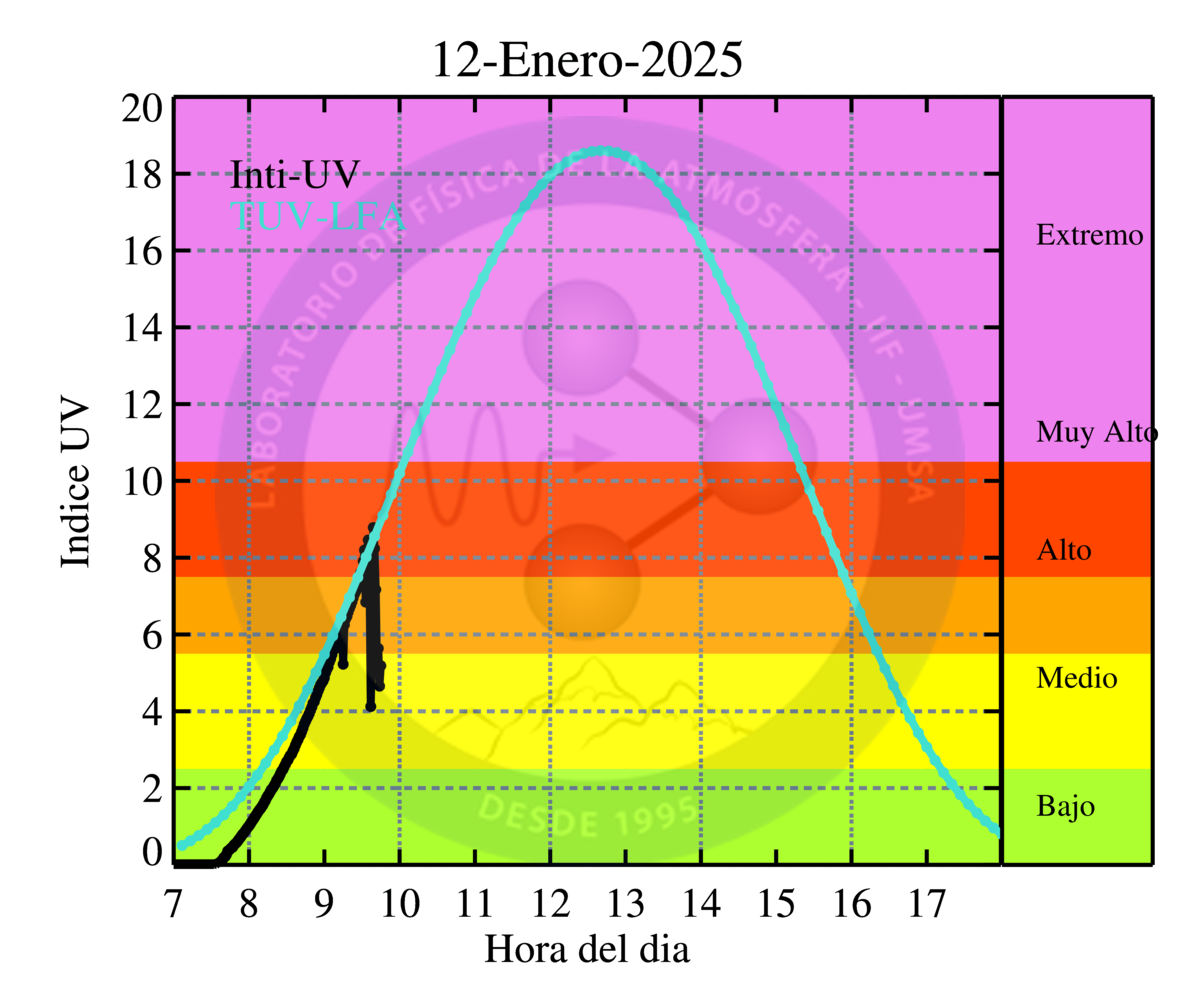 12-Enero-2025
Inti-UV
TUV-LFA
LABORATORIO DE FÍSICA DE LA ATMÓSFERA - IIF - UMSA
DESDE 1995
Indice UV
20
18
16
14
12
10
8
6
4
2
0
Extremo
Muy Alto
Alto
Medio
Bajo
7 8 9 10 11 12 13 14 15 16 17
Hora del dia